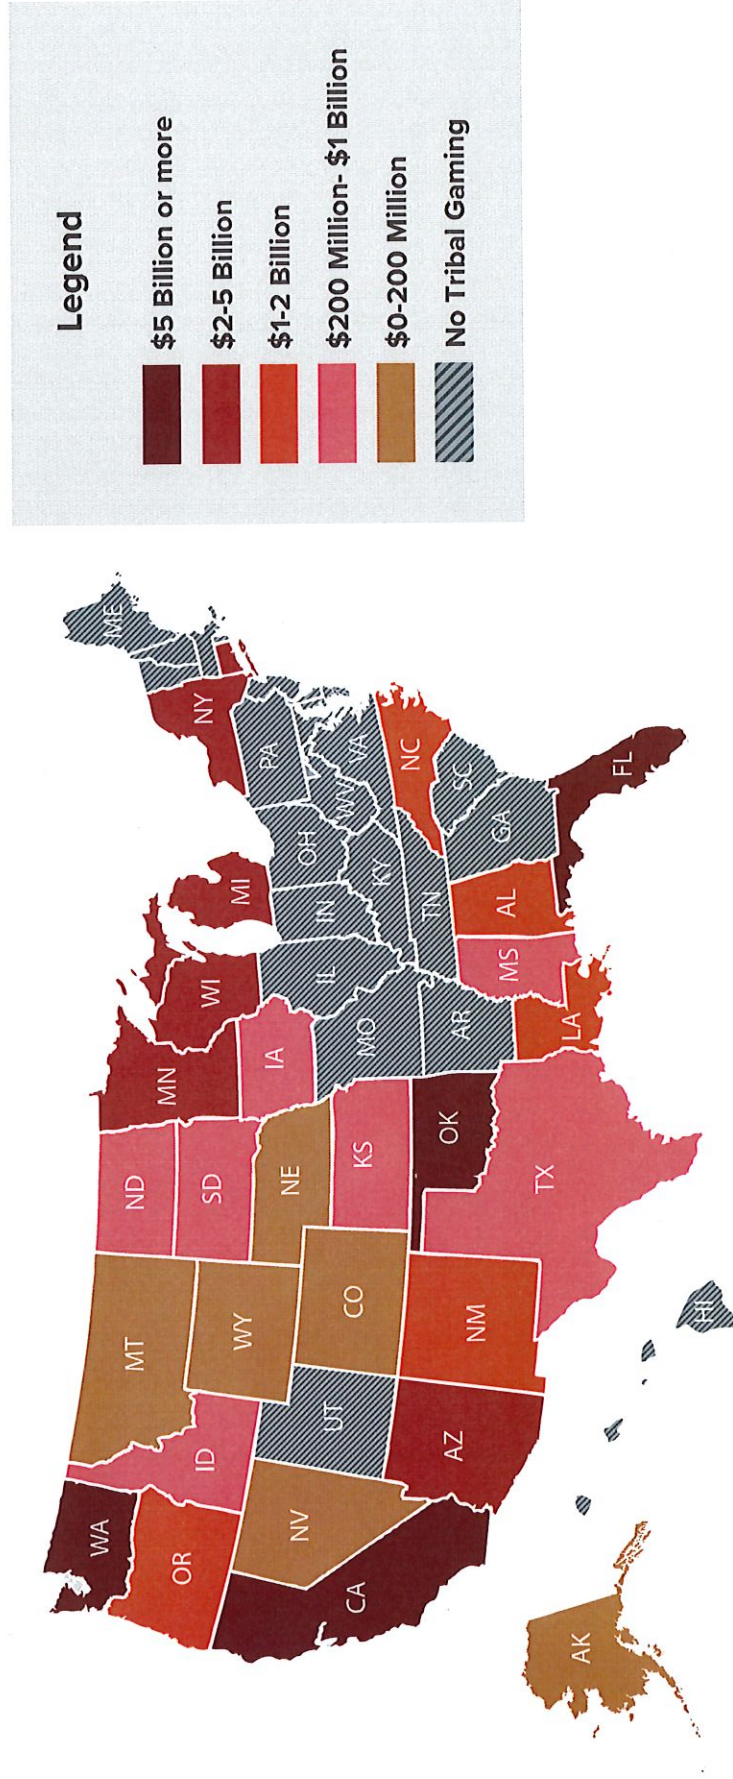 Legend
$5 Billion or more
$2-5 Billion
$1-2 Billion
$200 Million- $1 Billion
$0-200 Million
No Tribal Gaming
WA
MT
ND
MN
WI
MI
NY
ME
OR
ID
WY
SD
IA
NE
IL
IN
OH
PA
NV
UT
CO
KS
MO
KY
WV
VA
CA
AZ
NM
OK
AR
TN
NC
SC
TX
LA
MS
AL
GA
FL
AK
HI